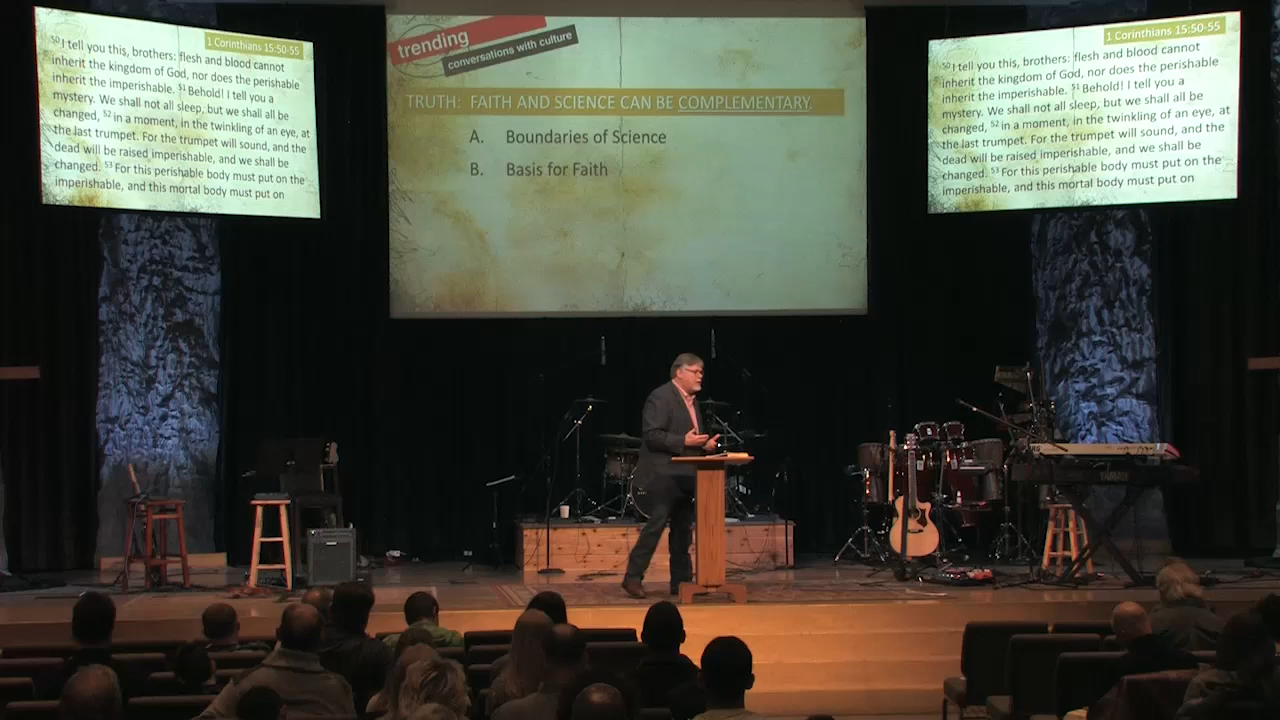 1 Corinthians 15:50-55
50 I tell you this, brothers: flesh and blood cannot
inherit the kingdom of God, nor does the perishable
inherit the imperishable. 51 Behold! I tell you a
mystery. We shall not all sleep, but we shall all be
changed, 52 in a moment, in the twinkling of an eye, at
the last trumpet. For the trumpet will sound, and the
dead will be raised imperishable, and we shall be
changed. 53 For this perishable body must put on the
imperishable, and this mortal body must put on
trending
conversations with culture
TRUTH: FAITH AND SCIENCE CAN BE COMPLEMENTARY.
A. Boundaries of Science
B. Basis for Faith
1 Corinthians 15:50-55
50 I tell you this, brothers: flesh and blood cannot
inherit the kingdom of God, nor does the perishable
inherit the imperishable. 51 Behold! I tell you a
mystery. We shall not all sleep, but we shall all be
changed, 52 in a moment, in the twinkling of an eye, at
the last trumpet. For the trumpet will sound, and the
dead will be raised imperishable, and we shall be
changed. 53 For this perishable body must put on the
imperishable, and this mortal body must put on
YAMAHA